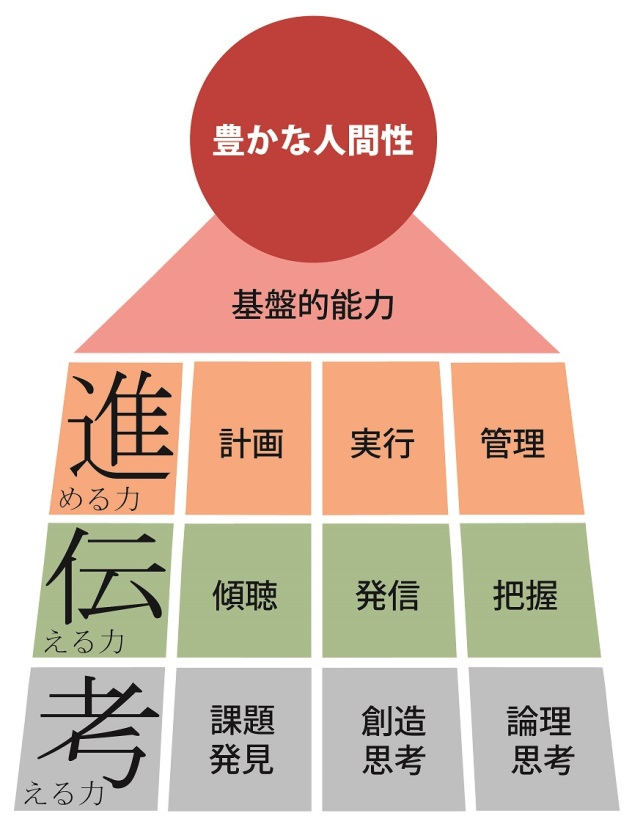 豊かな人間性
基盤的能力
進
める力
計画
実行
管理
伝
える力
傾聴
発信
把握
考
える力
課題
発見
創造
思考
論理
思考